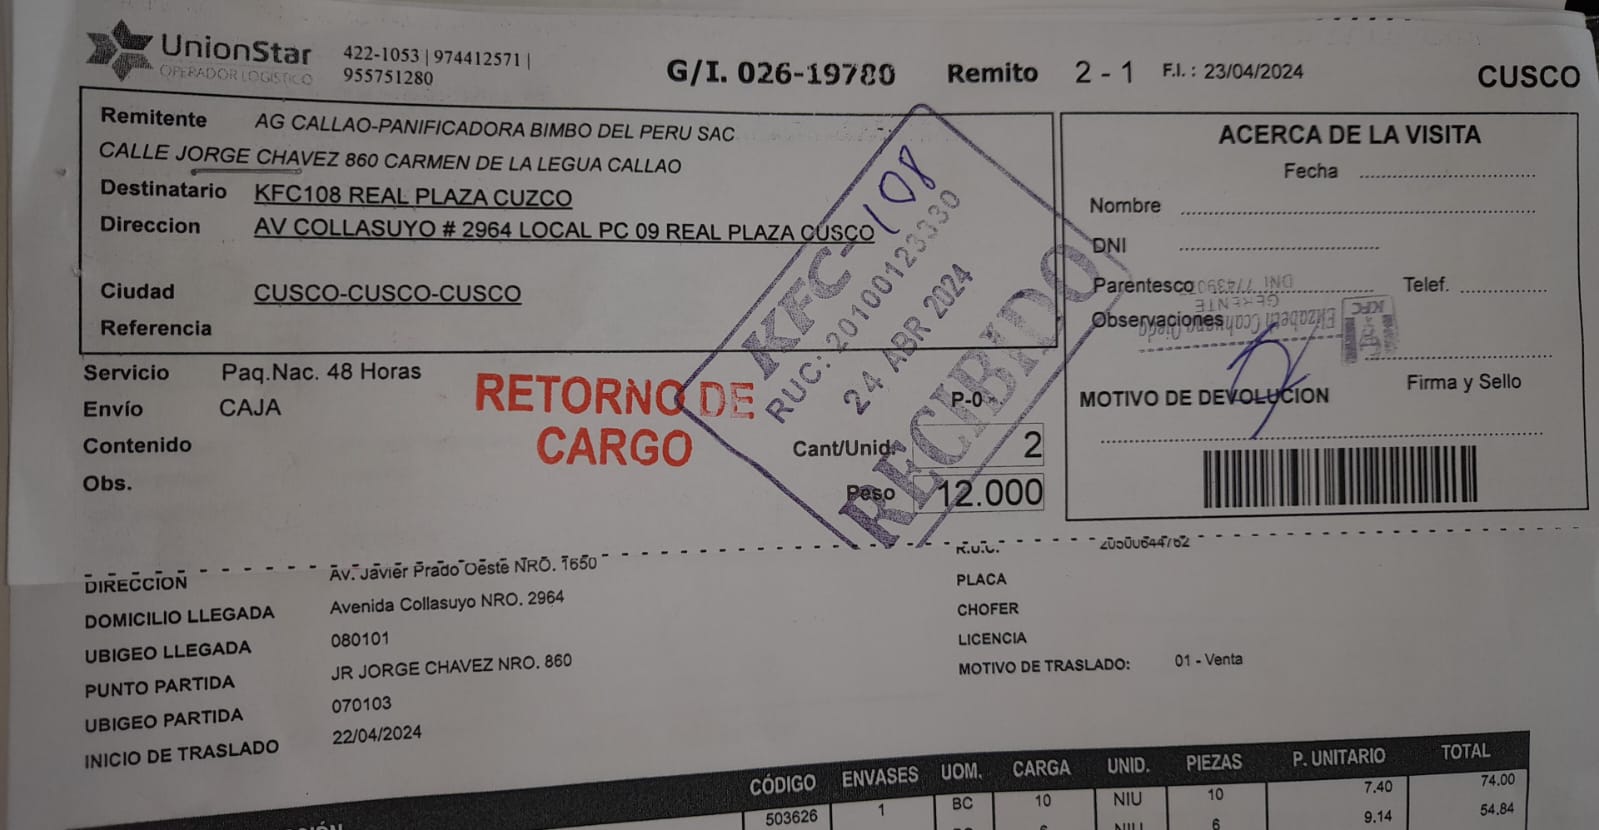 UnionStar
OPERADOR LOGISTICO
422-1053 | 974412571 |
955751280
G/I. 026-19780 Remito 2 - 1 F.I. : 23/04/2024 CUSCO
Remitente AG CALLAO-PANIFICADORA BIMBO DEL PERU SAC
CALLE JORGE CHAVEZ 860 CARMEN DE LA LEGUA CALLAO
Destinatario KFC108 REAL PLAZA CUZCO
Direccion AV COLLASUYO # 2964 LOCAL PC 09 REAL PLAZA CUSCO
Ciudad CUSCO-CUSCO-CUSCO
Referencia
ACERCA DE LA VISITA
Fecha
Nombre
DNI
Parentesco Telef.
Observaciones
Firma y Sello
MOTIVO DE DEVOLUCION
KFC
GERENTE
KFC-108
RUC: 20100123330
24 ABR 2024
RECIBIDO
Servicio Paq.Nac. 48 Horas
Envío CAJA
Contenido
Obs.
RETORNO DE
CARGO
P-0
Cant/Unid. 2
Peso 12.000
DIRECCION Av. Javier Prado Oeste NRO. 1650
DOMICILIO LLEGADA Avenida Collasuyo NRO. 2964
UBIGEO LLEGADA 080101
PUNTO PARTIDA JR JORGE CHAVEZ NRO. 860
UBIGEO PARTIDA 070103
INICIO DE TRASLADO 22/04/2024
R.U.C.
PLACA
CHOFER
LICENCIA
MOTIVO DE TRASLADO: 01 - Venta
CÓDIGO ENVASES UOM. CARGA UNID. PIEZAS P. UNITARIO TOTAL
503626 1 BC 10 NIU 10 7.40 74.00
6 9.14 54.84